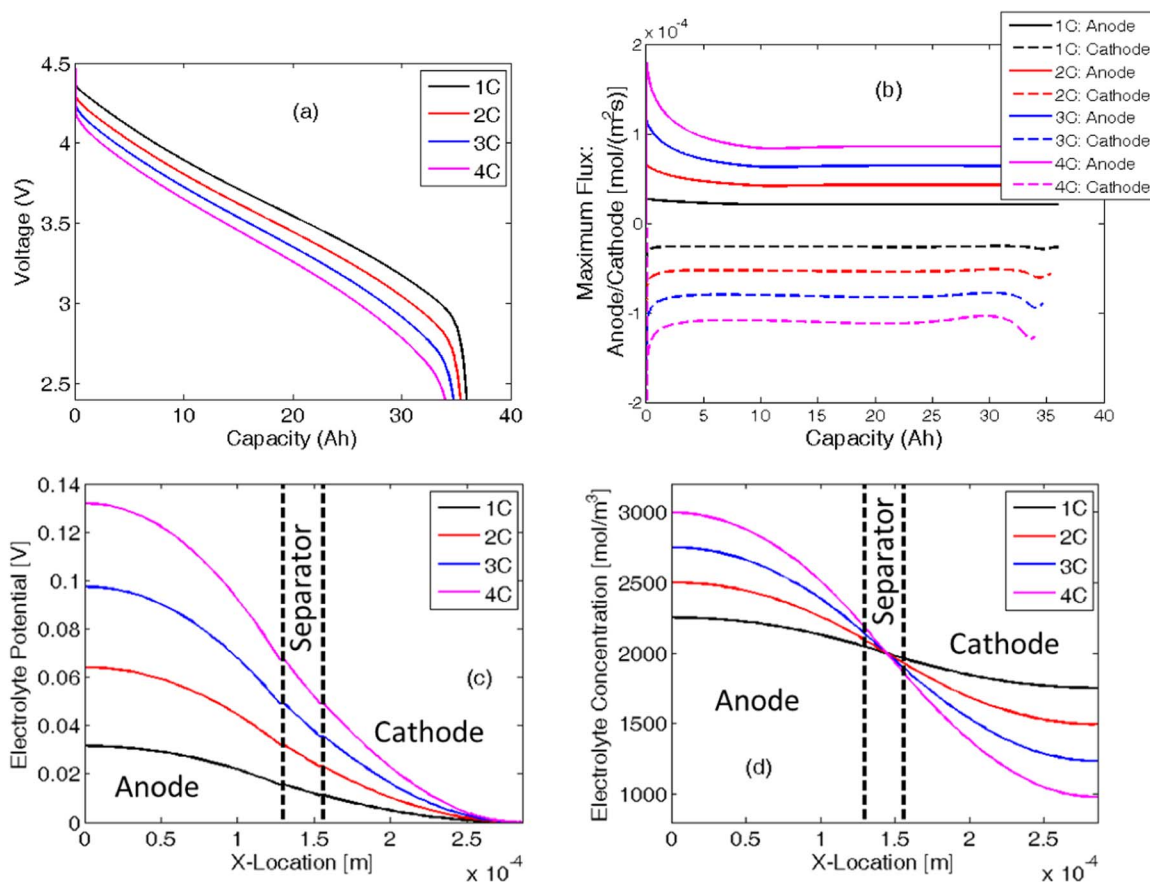 4.5
4
3.5
3
2.5
Voltage (V)
(a)
1C
2C
3C
4C
0
10
20
30
40
Capacity (Ah)
× 10⁻⁴
2
1
0
-1
-2
Maximum Flux:
Anode/Cathode [mol/(m²s)
(b)
1C: Anode
1C: Cathode
2C: Anode
2C: Cathode
3C: Anode
3C: Cathode
4C: Anode
4C: Cathode
0
5
10
15
20
25
30
35
40
Capacity (Ah)
0.14
0.12
0.1
0.08
0.06
0.04
0.02
0
Electrolyte Potential [V]
Separator
1C
2C
3C
4C
(c)
Cathode
Anode
0
0.5
1
1.5
2
2.5
X-Location [m]
× 10⁻⁴
3000
2500
2000
1500
1000
Electrolyte Concentration [mol/m³]
Separator
1C
2C
3C
4C
Cathode
Anode
(d)
0
0.5
1
1.5
2
2.5
X-Location [m]
× 10⁻⁴